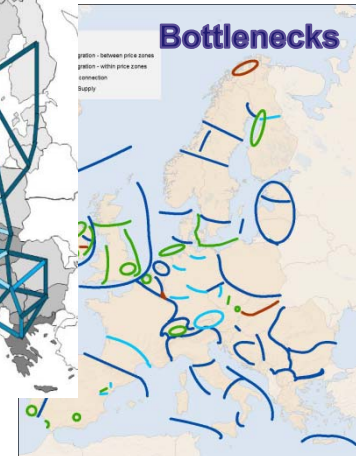 Bottlenecks
gration - between price zones
gration - within price zones
connection
Supply